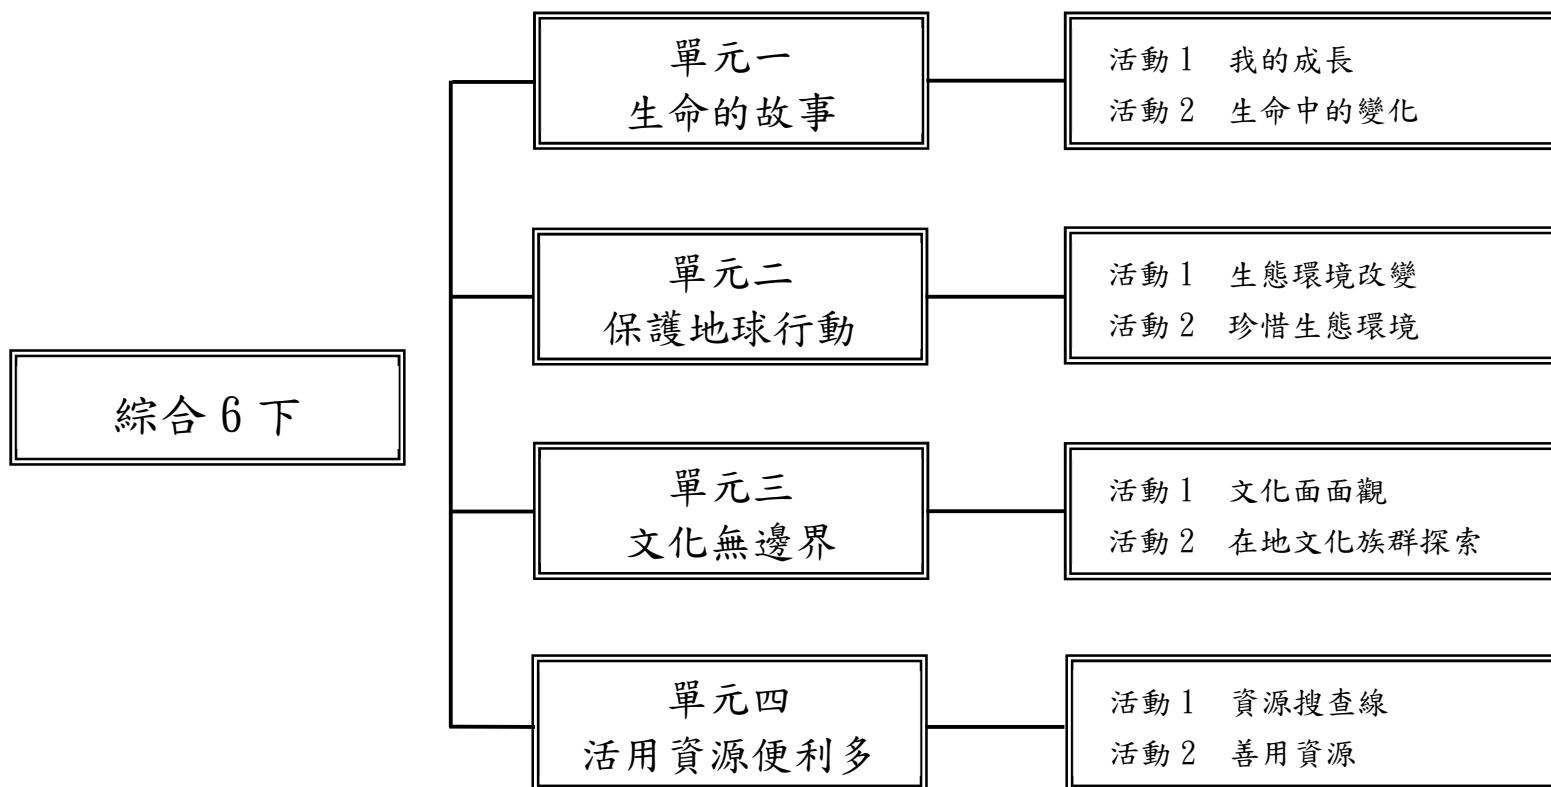 綜合 6 下
單元一
生命的故事
活動 1 我的成長
活動 2 生命中的變化
單元二
保護地球行動
活動 1 生態環境改變
活動 2 珍惜生態環境
單元三
文化無邊界
活動 1 文化面面觀
活動 2 在地文化族群探索
單元四
活用資源便利多
活動 1 資源搜查線
活動 2 善用資源